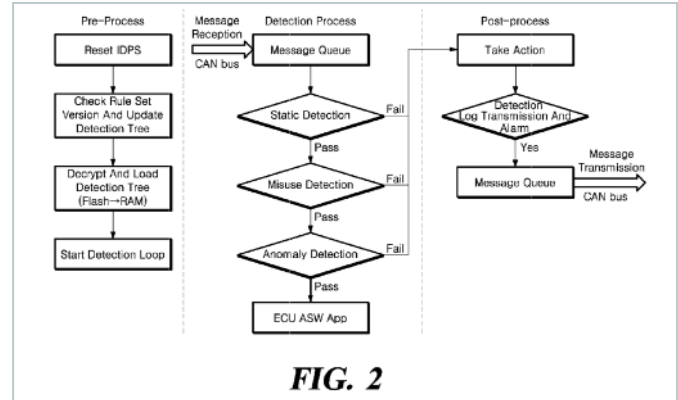 Pre-Process
Reset IDPS
Check Rule Set
Version And Update
Detection Tree
Decrypt And Load
Detection Tree
(Flash→RAM)
Start Detection Loop
Message
Reception
CAN bus
Detection Process
Message Queue
Static Detection
Fail
Pass
Misuse Detection
Fail
Pass
Anomaly Detection
Fail
Pass
ECU ASW App
Post-process
Take Action
Detection
Log Transmission And
Alarm
Yes
Message Queue
Message
Transmission
CAN bus
FIG. 2